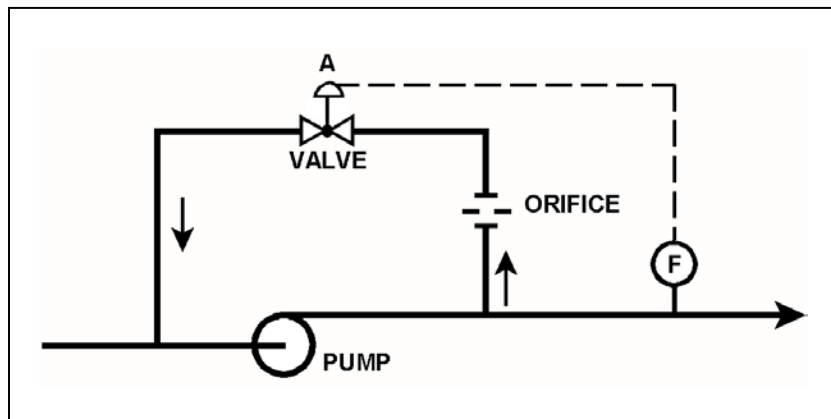 A
VALVE
ORIFICE
F
PUMP